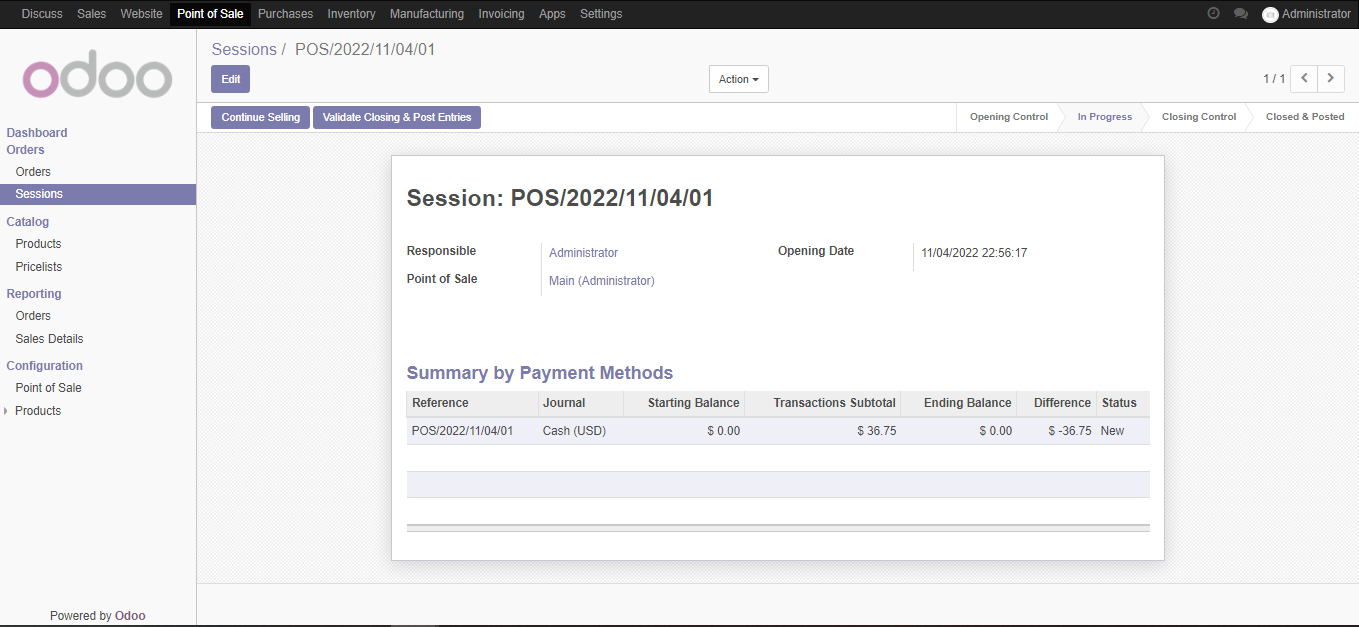 Discuss Sales Website Point of Sale Purchases Inventory Manufacturing Invoicing Apps Settings Administrator
odoo
Sessions / POS/2022/11/04/01
Edit Action 1 / 1
Continue Selling Validate Closing & Post Entries Opening Control In Progress Closing Control Closed & Posted
Dashboard
Orders
Orders
Sessions
Catalog
Products
Pricelists
Reporting
Orders
Sales Details
Configuration
Point of Sale
Products
Powered by Odoo
Session: POS/2022/11/04/01
Responsible Administrator Opening Date 11/04/2022 22:56:17
Point of Sale Main (Administrator)
Summary by Payment Methods
Reference Journal Starting Balance Transactions Subtotal Ending Balance Difference Status
POS/2022/11/04/01 Cash (USD) $ 0.00 $ 36.75 $ 0.00 $ -36.75 New